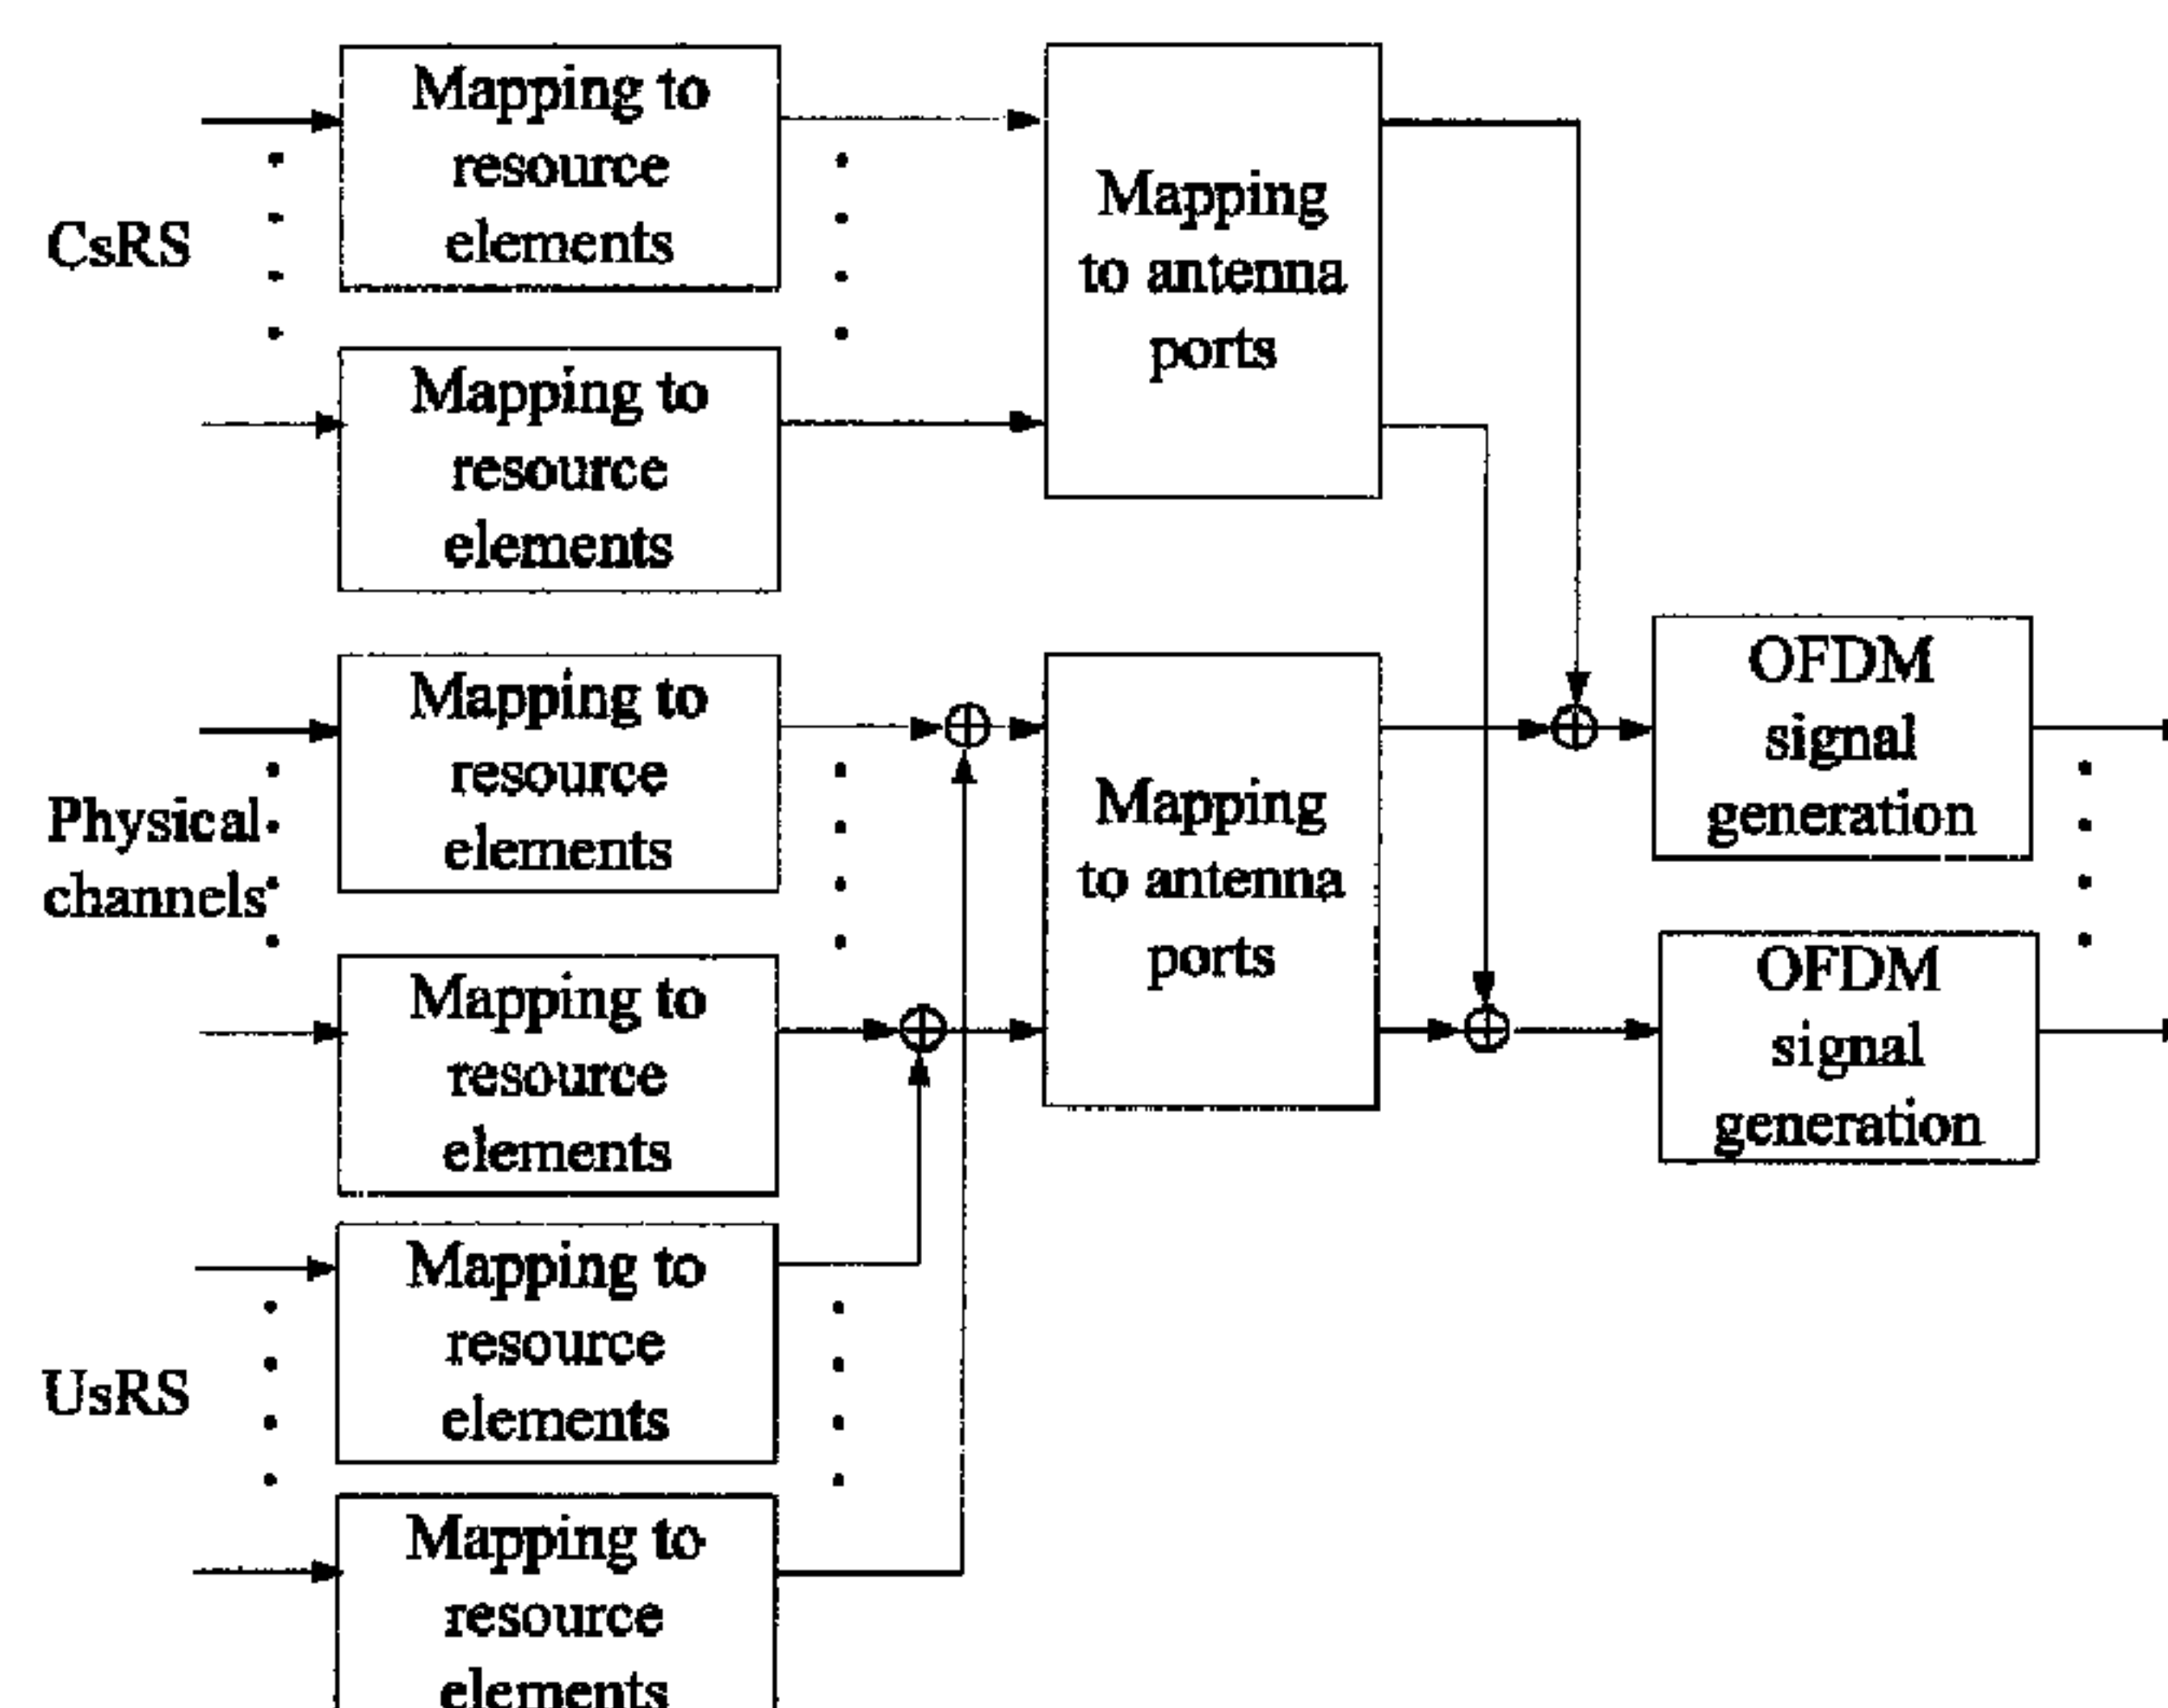 CsRS
Mapping to
resource
elements
Mapping to
resource
elements
Mapping
to antenna
ports
Physical
channels
Mapping to
resource
elements
Mapping to
resource
elements
Mapping
to antenna
ports
OFDM
signal
generation
OFDM
signal
generation
UsRS
Mapping to
resource
elements
Mapping to
resource
elements